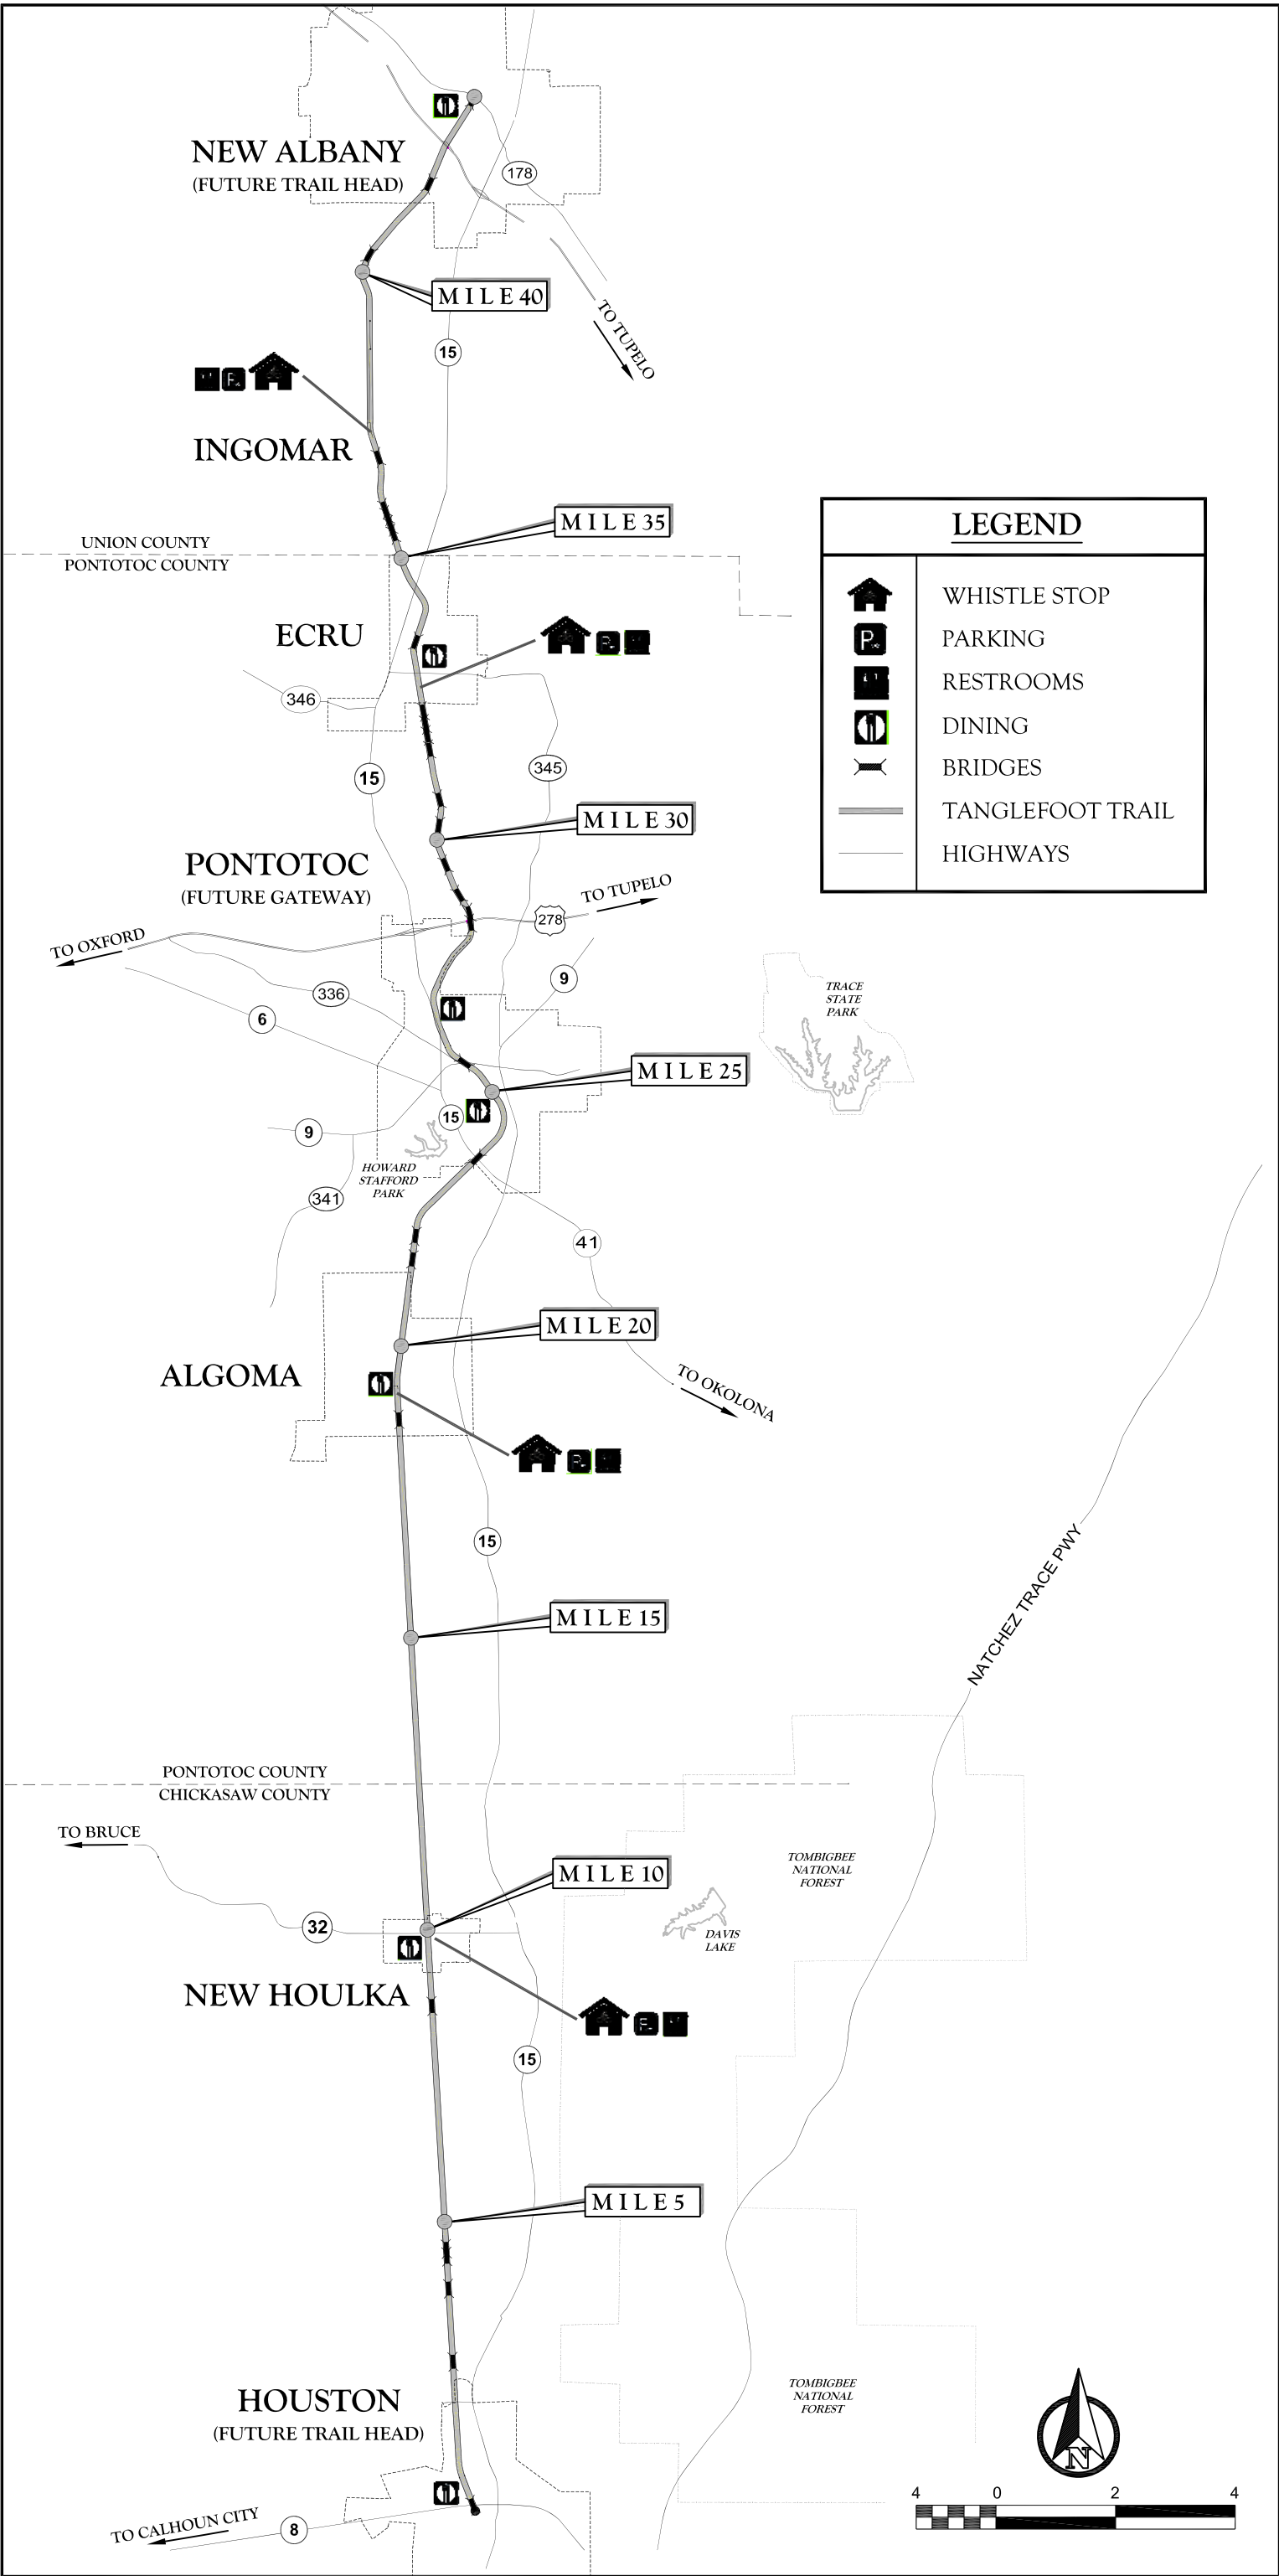 NEW ALBANY
(FUTURE TRAIL HEAD)
178
MILE 40
TO TUPELO
15
INGOMAR
MILE 35
UNION COUNTY
PONTOTOC COUNTY
ECRU
346
15
345
MILE 30
PONTOTOC
(FUTURE GATEWAY)
TO TUPELO
278
TO OXFORD
9
336
6
TRACE
STATE
PARK
MILE 25
15
9
HOWARD
STAFFORD
PARK
341
41
MILE 20
ALGOMA
TO OKOLONA
15
NATCHEZ TRACE PWY
MILE 15
PONTOTOC COUNTY
CHICKASAW COUNTY
TO BRUCE
MILE 10
TOMBIGBEE
NATIONAL
FOREST
32
DAVIS
LAKE
NEW HOULKA
15
MILE 5
HOUSTON
(FUTURE TRAIL HEAD)
TOMBIGBEE
NATIONAL
FOREST
TO CALHOUN CITY
8
LEGEND
WHISTLE STOP
P
PARKING
RESTROOMS
DINING
BRIDGES
TANGLEFOOT TRAIL
HIGHWAYS
N
4 0 2 4